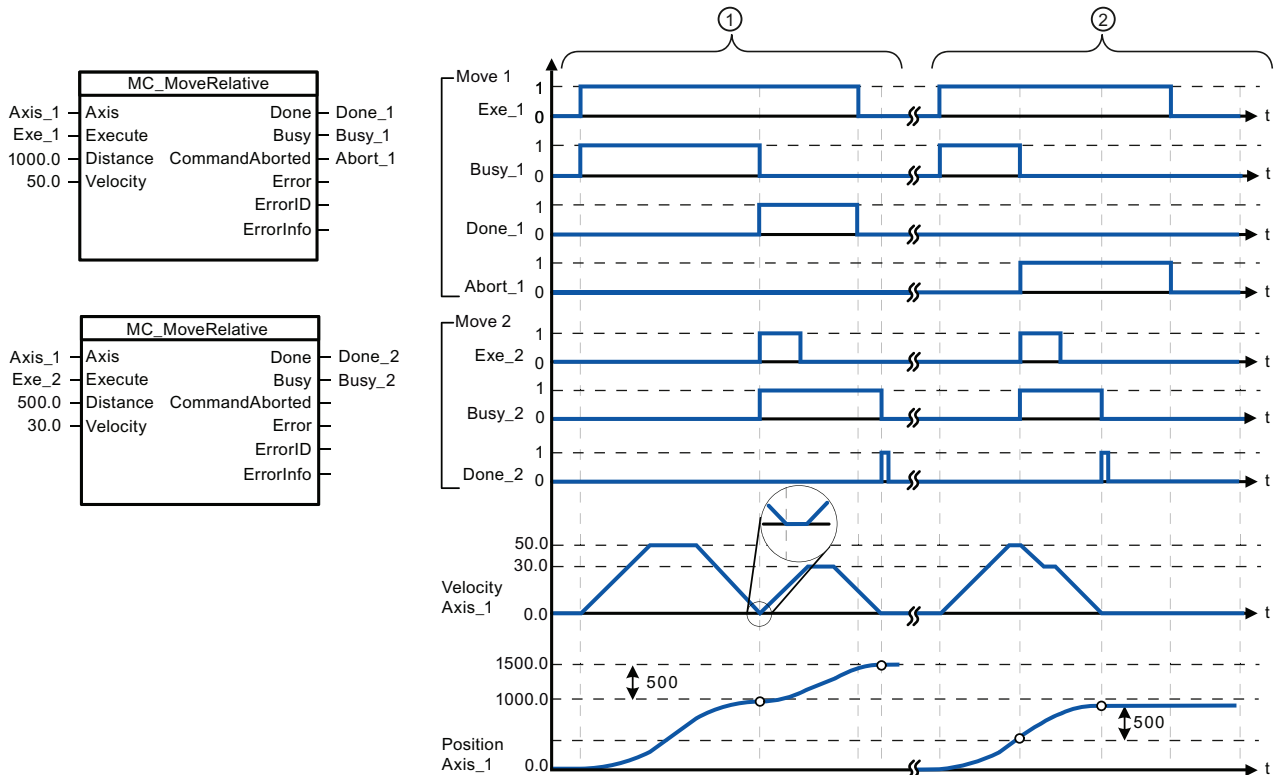 1
2
MC_MoveRelative
Axis_1 Axis Done Done_1
Exe_1 Execute Busy Busy_1
1000.0 Distance CommandAborted Abort_1
50.0 Velocity Error
ErrorID
ErrorInfo
MC_MoveRelative
Axis_1 Axis Done Done_2
Exe_2 Execute Busy Busy_2
500.0 Distance CommandAborted
30.0 Velocity Error
ErrorID
ErrorInfo
Move 1
1
Exe_1 0 t
1
Busy_1 0 t
1
Done_1 0 t
1
Abort_1 0 t
Move 2
1
Exe_2 0 t
1
Busy_2 0 t
1
Done_2 0 t
50.0
30.0
Velocity
Axis_1
0.0 t
1500.0
500
1000.0
500
Position
Axis_1
0.0 t